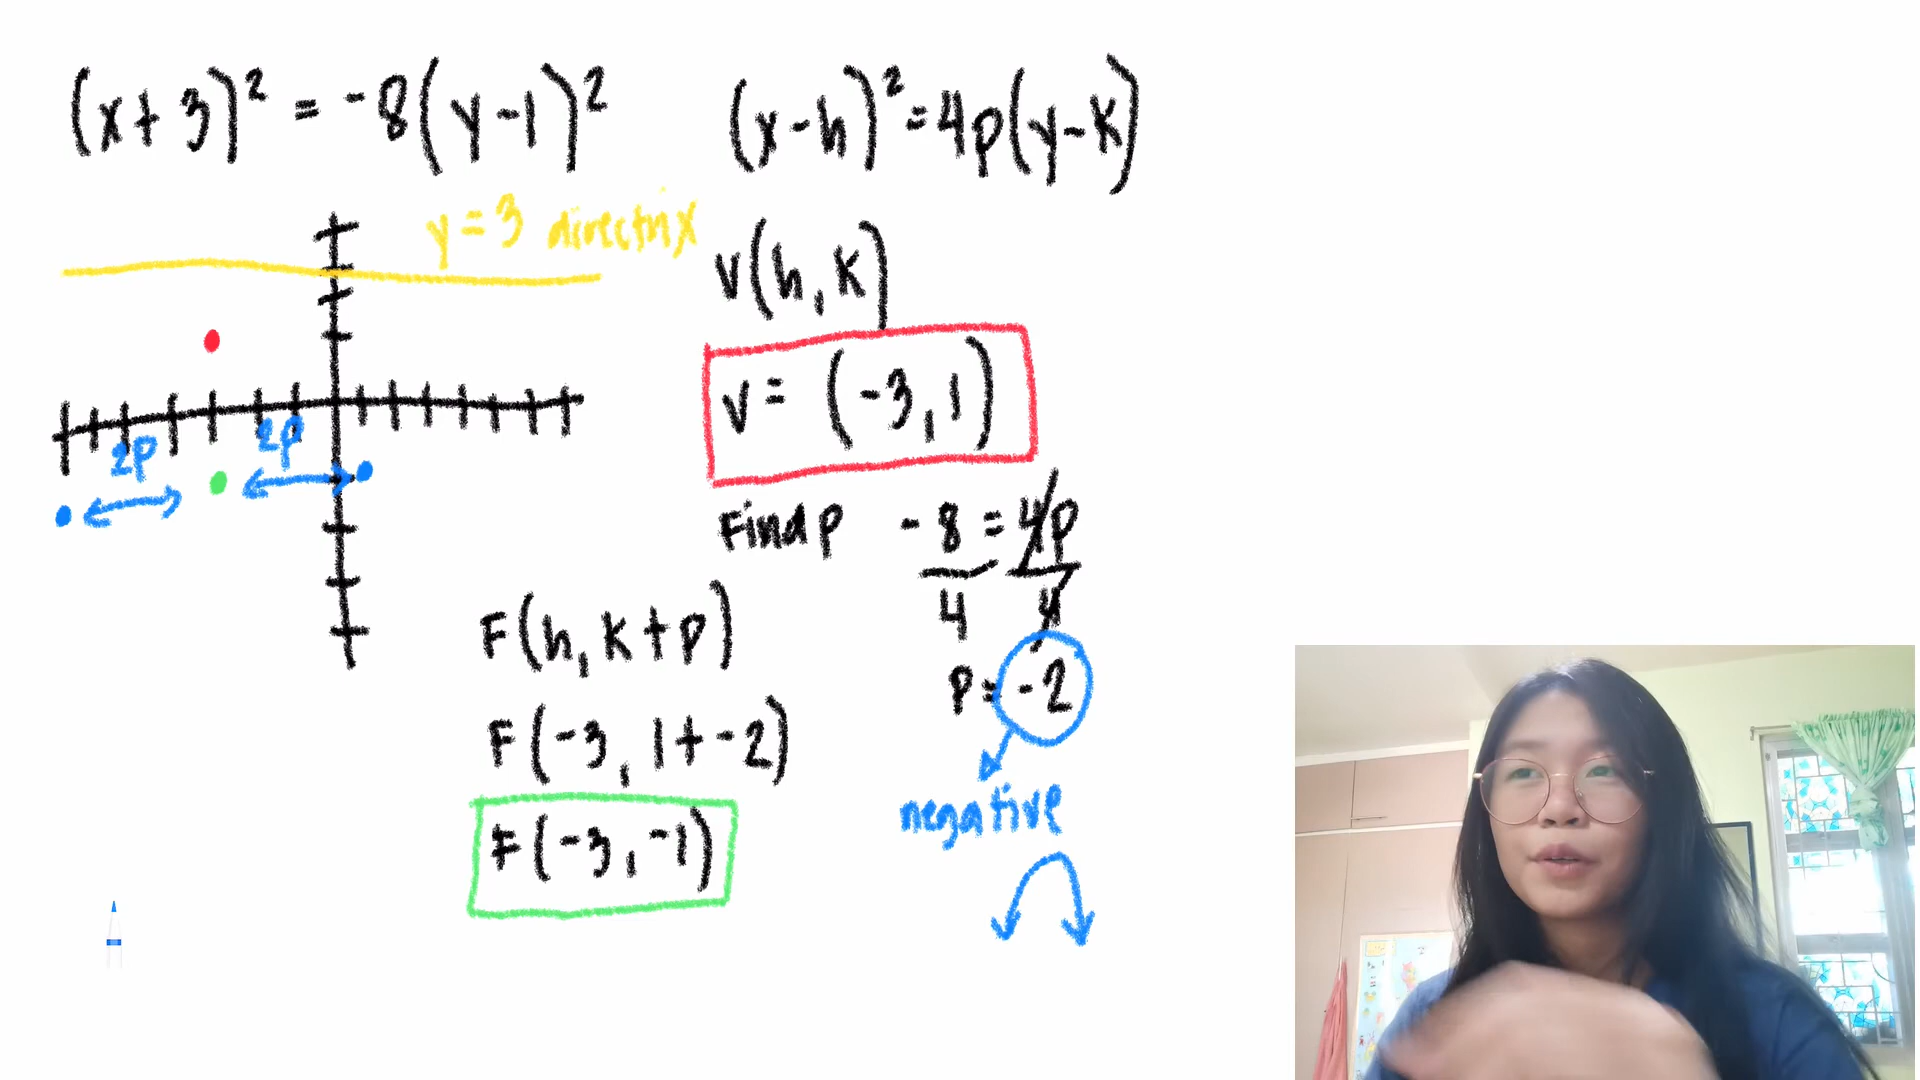 (x+3)² = -8(y-1)²
(x-h)² = 4p(y-k)
y = 3 directrix
V(h, k)
V = (-3, 1)
2p
2p
Find p
-8 = 4p
4 4
p = -2
negative
F(h, k+p)
F(-3, 1+-2)
F(-3, -1)